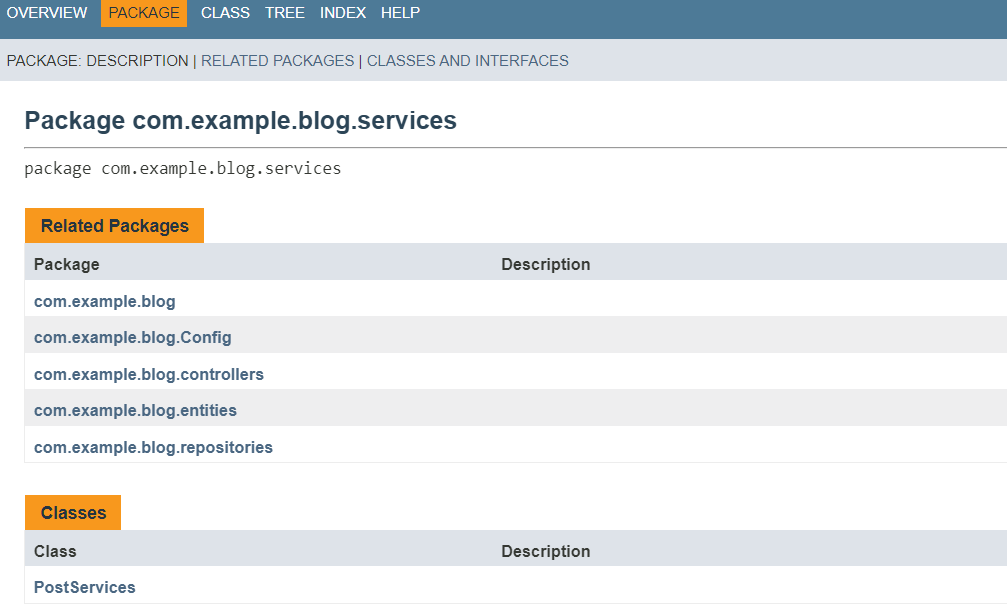 OVERVIEW PACKAGE CLASS TREE INDEX HELP
PACKAGE: DESCRIPTION | RELATED PACKAGES | CLASSES AND INTERFACES
Package com.example.blog.services
package com.example.blog.services
Related Packages
Package Description
com.example.blog
com.example.blog.Config
com.example.blog.controllers
com.example.blog.entities
com.example.blog.repositories
Classes
Class Description
PostServices